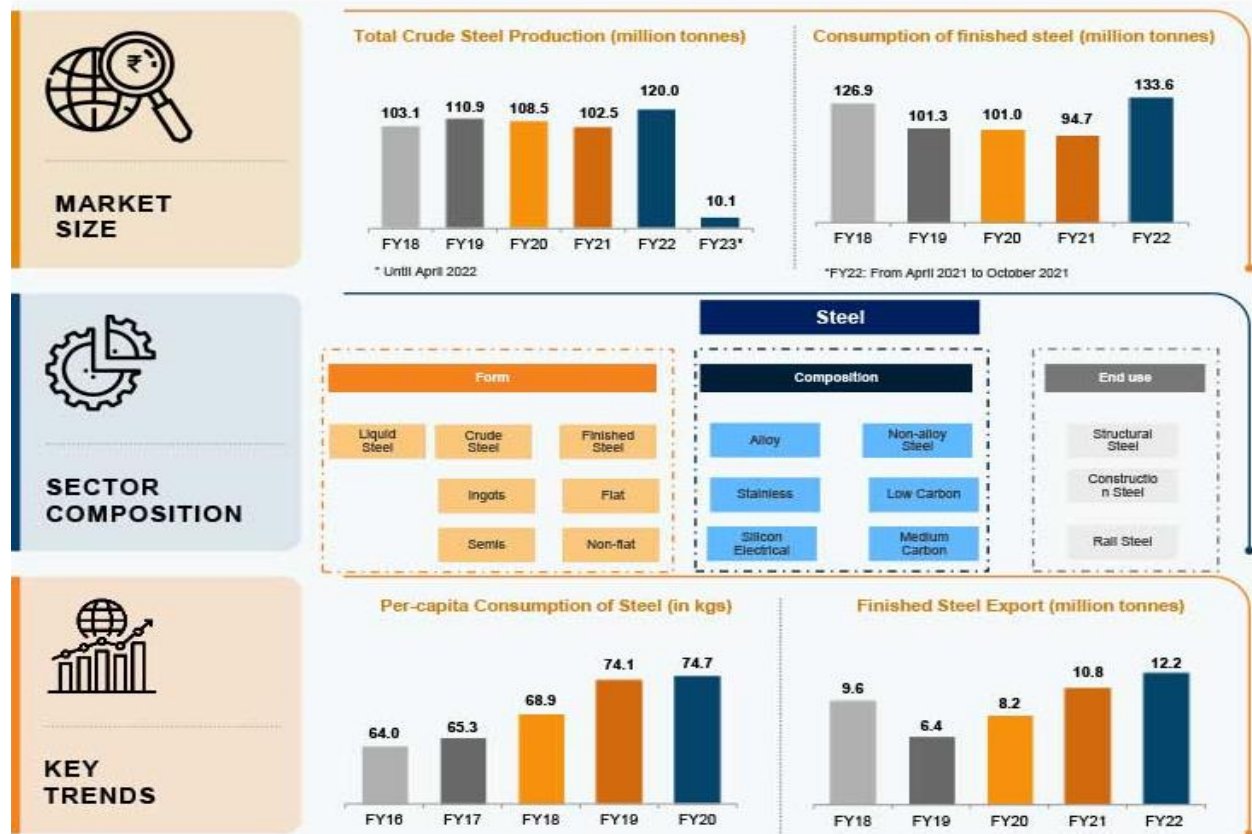 MARKET
SIZE
₹
Total Crude Steel Production (million tonnes)
103.1 110.9 108.5 102.5 120.0 10.1
FY18 FY19 FY20 FY21 FY22 FY23*
* Until April 2022
Consumption of finished steel (million tonnes)
126.9 101.3 101.0 94.7 133.6
FY18 FY19 FY20 FY21 FY22
*FY22: From April 2021 to October 2021
SECTOR
COMPOSITION
Steel
Form
Liquid
Steel
Crude
Steel
Finished
Steel
Ingots
Flat
Semis
Non-flat
Composition
Alloy
Non-alloy
Steel
Stainless
Low Carbon
Silicon
Electrical
Medium
Carbon
End use
Structural
Steel
Constructio
n Steel
Rail Steel
KEY
TRENDS
Per-capita Consumption of Steel (in kgs)
64.0 65.3 68.9 74.1 74.7
FY16 FY17 FY18 FY19 FY20
Finished Steel Export (million tonnes)
9.6 6.4 8.2 10.8 12.2
FY18 FY19 FY20 FY21 FY22